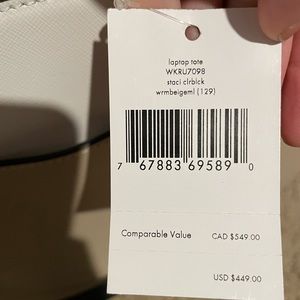 laptop tote
WKRU7098
staci clrblck
wrmbeigeml (129)
7 67883 69589 0
Comparable Value CAD $549.00
USD $449.00